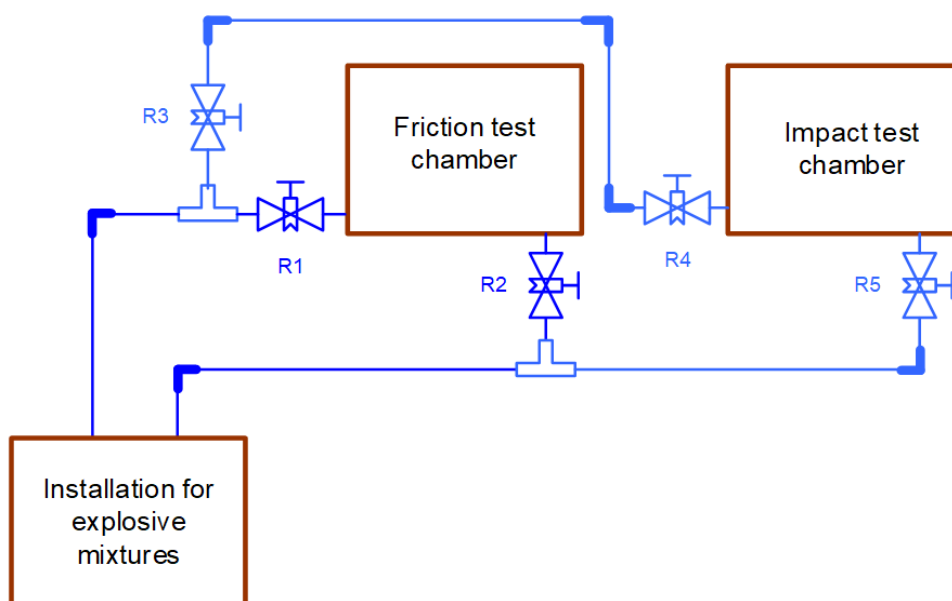 R3
Friction test
chamber
Impact test
chamber
R1
R4
R2
R5
Installation for
explosive
mixtures